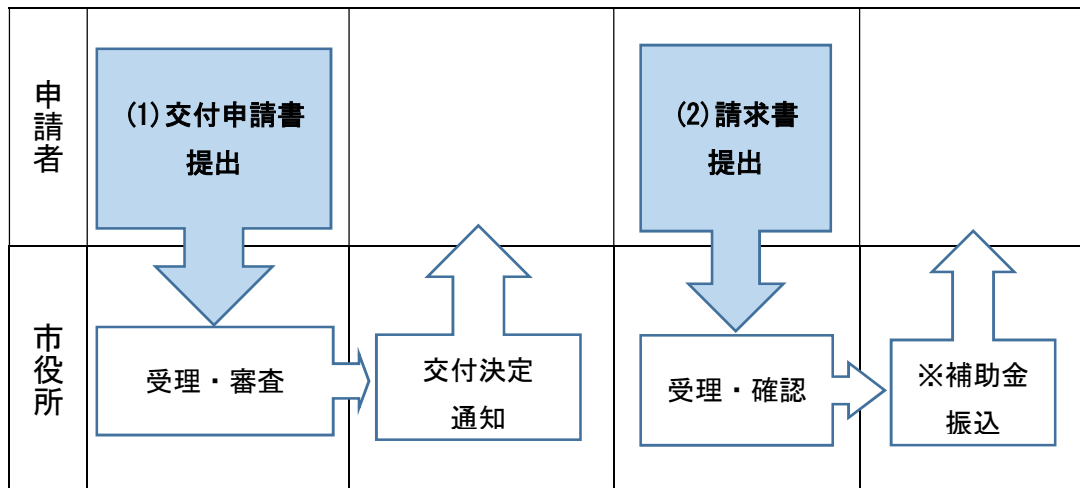 申請者
(1)交付申請書
提出
(2)請求書
提出
市役所
受理・審査
交付決定
通知
受理・確認
※補助金
振込